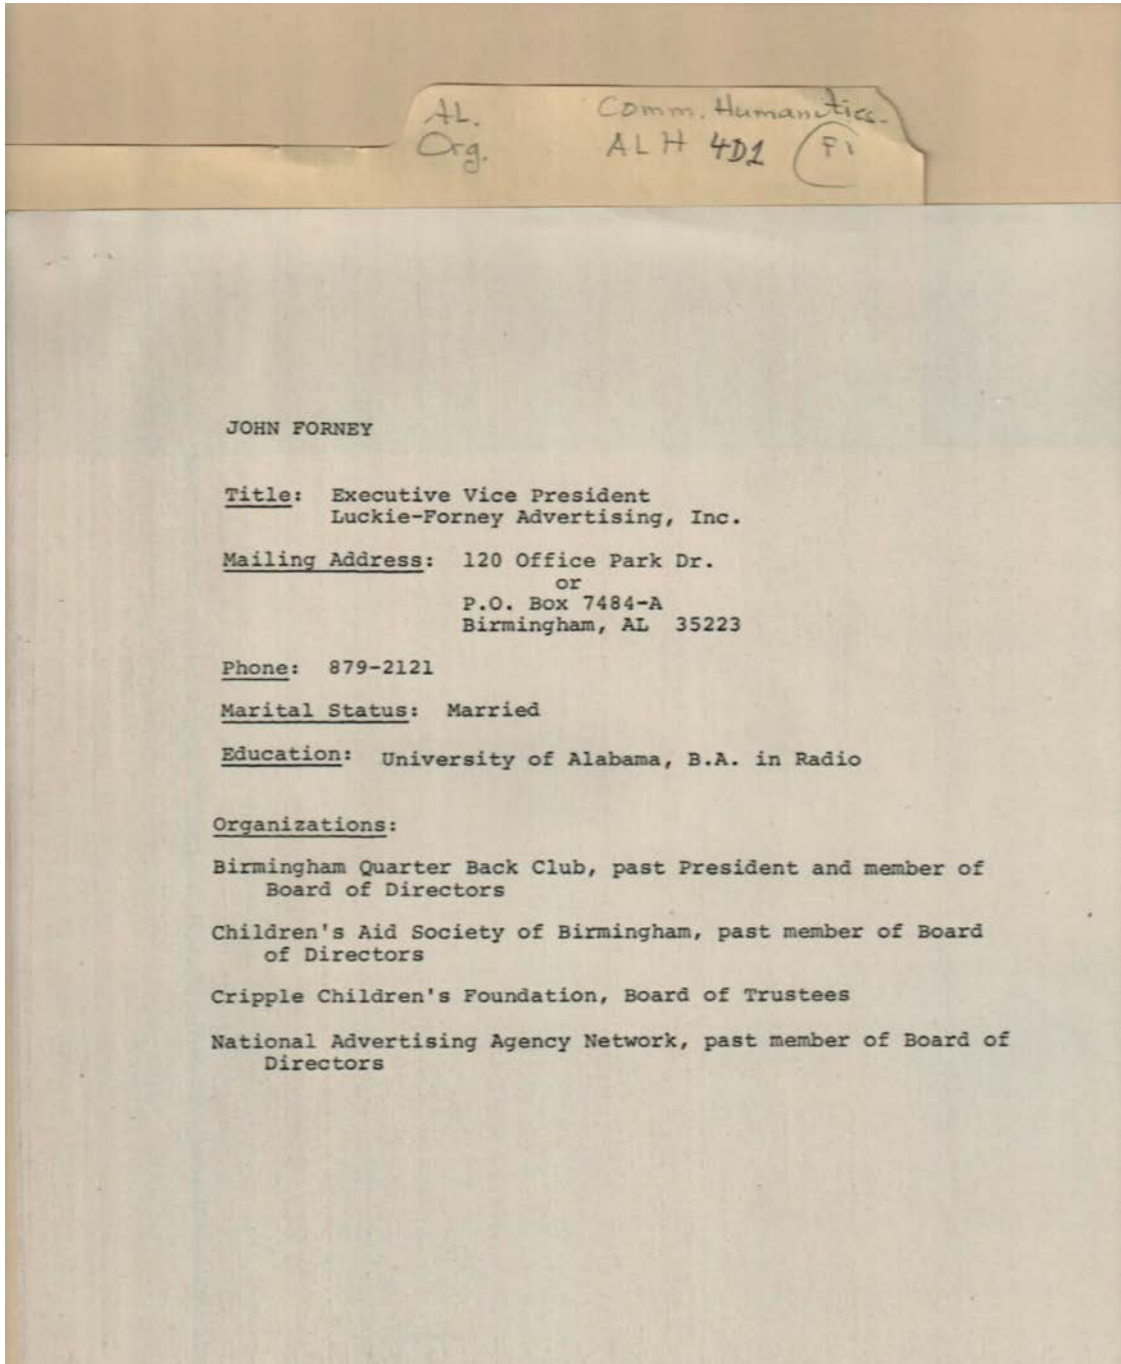 AL. Comm. Humanities.
Org. ALH 4D1 F1
JOHN FORNEY
Title: Executive Vice President
Luckie-Forney Advertising, Inc.
Mailing Address: 120 Office Park Dr.
or
P.O. Box 7484-A
Birmingham, AL 35223
Phone: 879-2121
Marital Status: Married
Education: University of Alabama, B.A. in Radio
Organizations:
Birmingham Quarter Back Club, past President and member of
Board of Directors
Children's Aid Society of Birmingham, past member of Board
of Directors
Cripple Children's Foundation, Board of Trustees
National Advertising Agency Network, past member of Board of
Directors